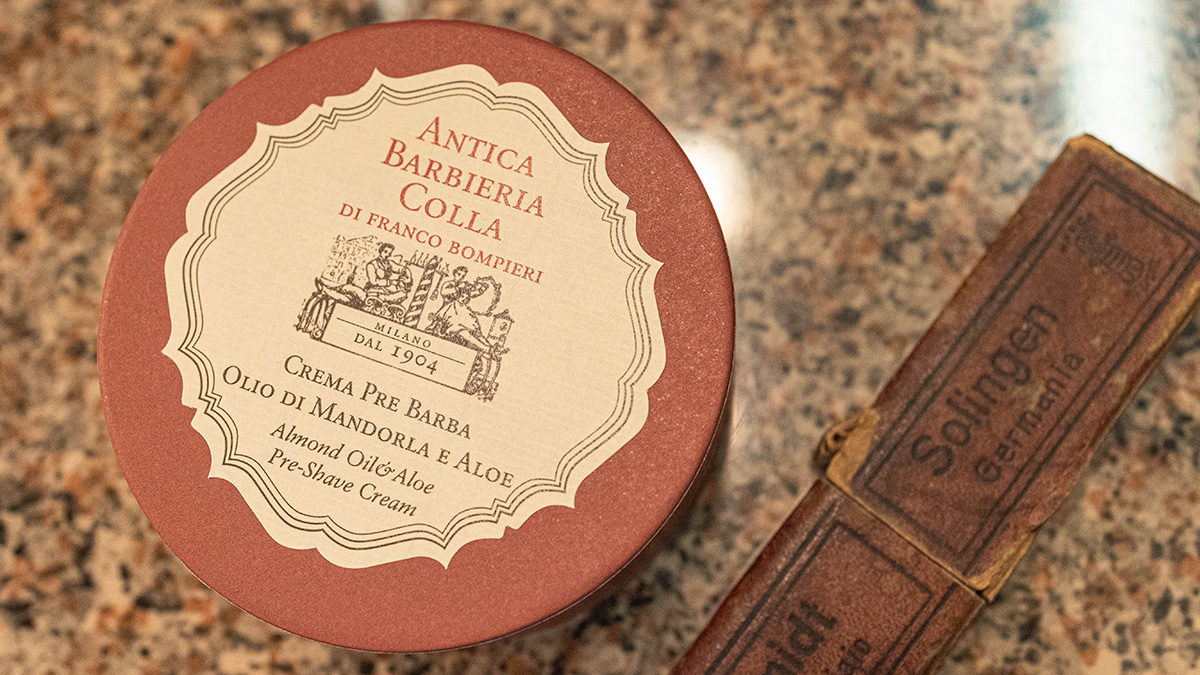 ANTICA
BARBIERIA
COLLA
DI FRANCO BOMPIERI
MILANO
DAL 1904
CREMA PRE BARBA
OLIO DI MANDORLA E ALOE
Almond Oil & Aloe
Pre-Shave Cream
Solingen
Germania